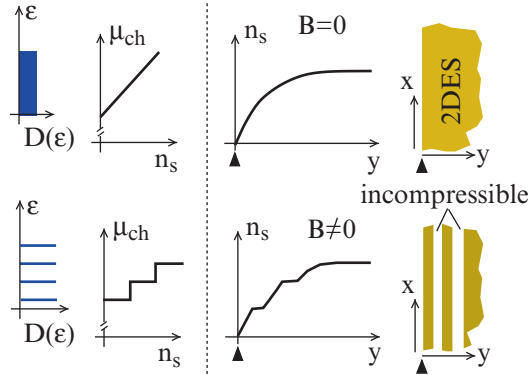 ε
D(ε)
μch
ns
ns
B=0
y
x
2DES
y
ε
D(ε)
μch
ns
ns
B≠0
y
incompressible
x
y